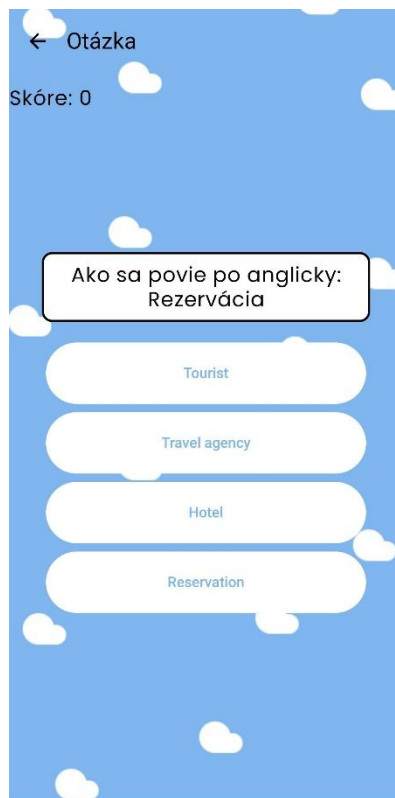 Otázka
Skóre: 0
Ako sa povie po anglicky:
Rezervácia
Tourist
Travel agency
Hotel
Reservation